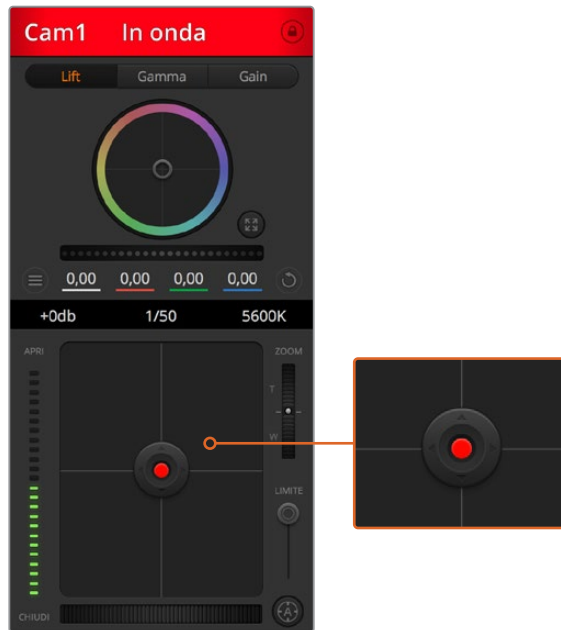 Cam1 In onda
Lift Gamma Gain
0,00 0,00 0,00 0,00
+0db 1/50 5600K
APRI ZOOM
T
W
LIMITE
CHIUDI A